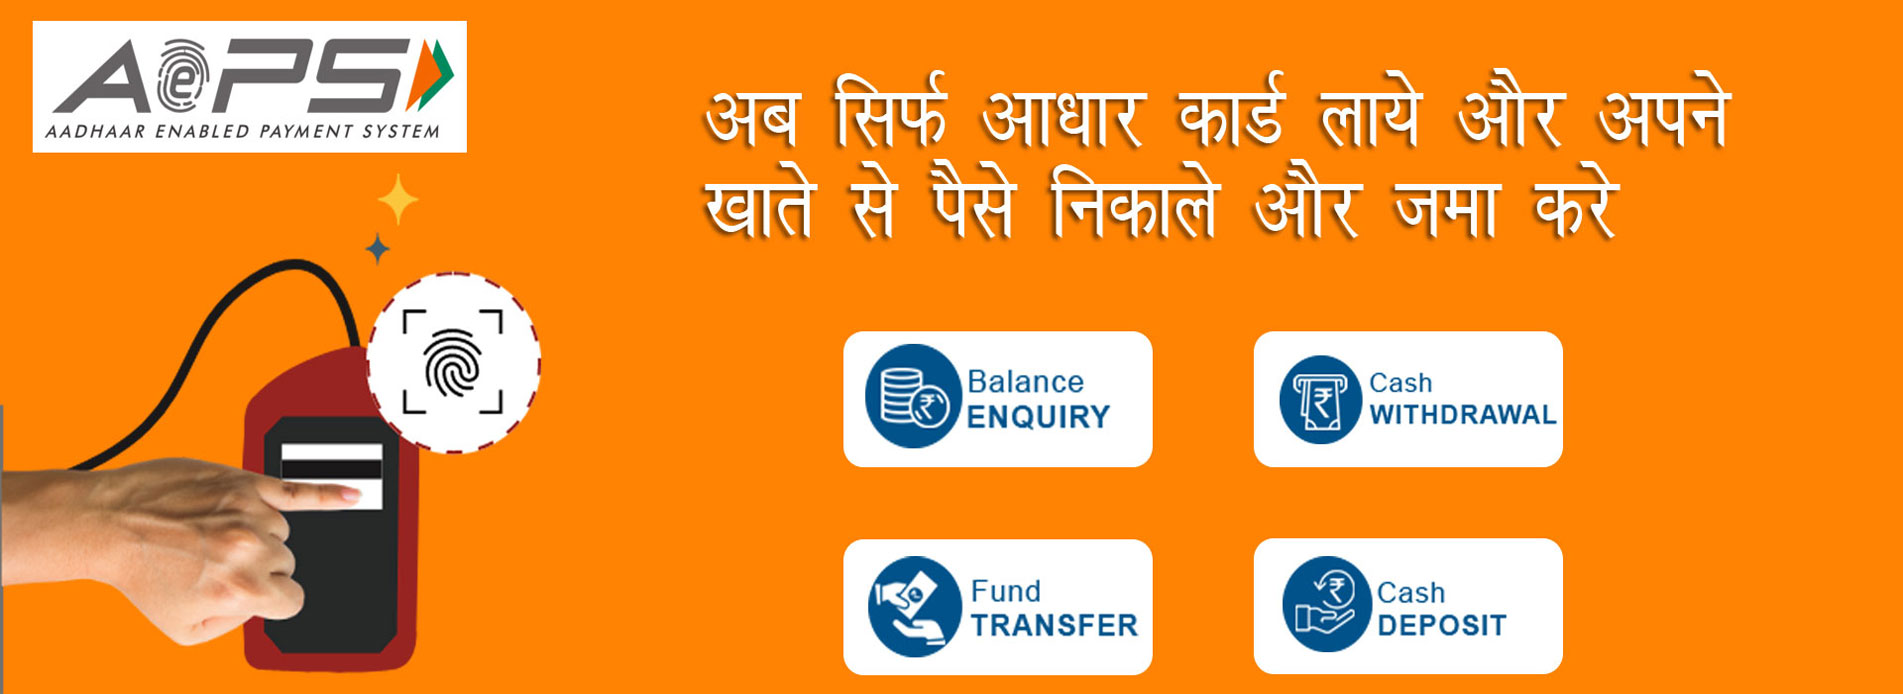 AePS
AADHAAR ENABLED PAYMENT SYSTEM
अब सिर्फ आधार कार्ड लाये और अपने
खाते से पैसे निकाले और जमा करे
Balance
ENQUIRY
Cash
WITHDRAWAL
Fund
TRANSFER
Cash
DEPOSIT